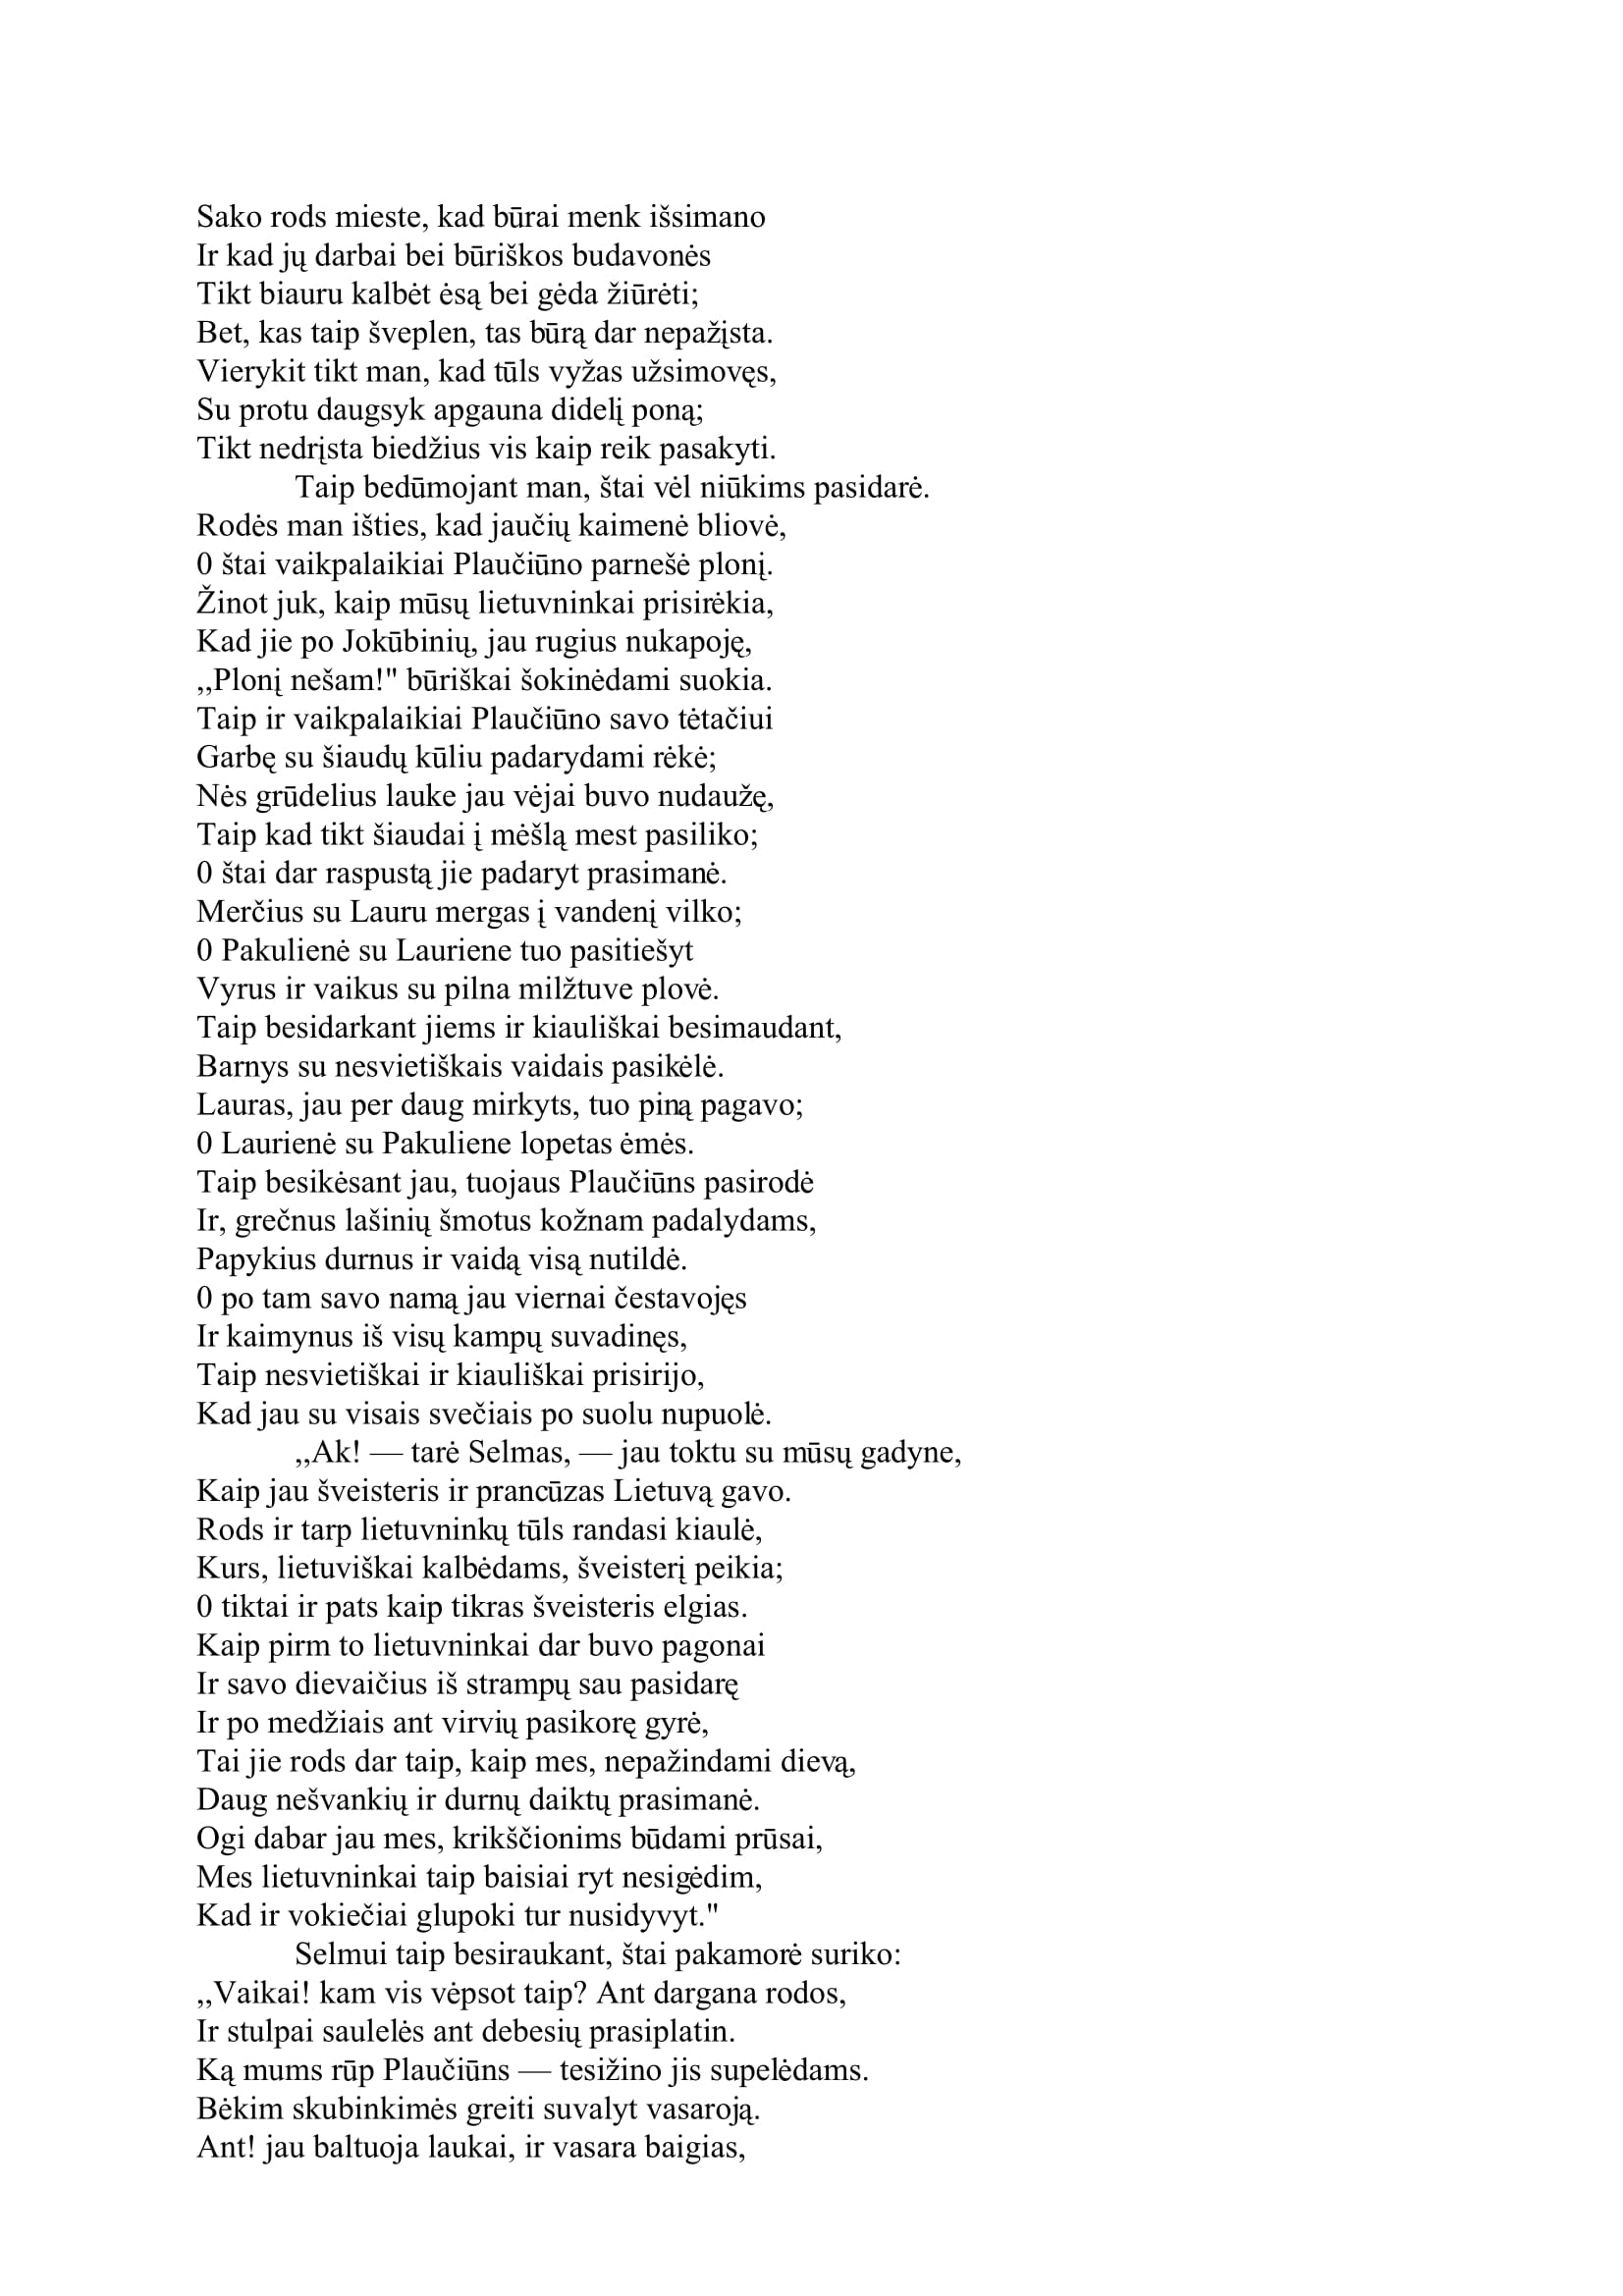 Sako rods mieste, kad būrai menk išsimano
Ir kad jų darbai bei būriškos budavonės
Tikt biauru kalbėt ėsą bei gėda žiūrėti;
Bet, kas taip šveplen, tas būrą dar nepažįsta.
Vierykit tikt man, kad tūls vyžas užsimovęs,
Su protu daugsyk apgauna didelį poną;
Tikt nedrįsta biedžius vis kaip reik pasakyti.
Taip bedūmojant man, štai vėl niūkims pasidarė.
Rodės man išties, kad jaučių kaimenė bliovė,
0 štai vaikpalaikiai Plaučiūno parnešė plonį.
Žinot juk, kaip mūsų lietuvninkai prisirėkia,
Kad jie po Jokūbinių, jau rugius nukapoję,
,,Plonį nešam!" būriškai šokinėdami suokia.
Taip ir vaikpalaikiai Plaučiūno savo tėtačiui
Garbę su šiaudų kūliu padarydami rėkė;
Nės grūdelius lauke jau vėjai buvo nudaužę,
Taip kad tikt šiaudai į mėšlą mest pasiliko;
0 štai dar raspustą jie padaryt prasimanė.
Merčius su Lauru mergas į vandenį vilko;
0 Pakulienė su Lauriene tuo pasitiešyt
Vyrus ir vaikus su pilna milžtuve plovė.
Taip besidarkant jiems ir kiauliškai besimaudant,
Barnys su nesvietiškais vaidais pasikėlė.
Lauras, jau per daug mirkyts, tuo piną pagavo;
0 Laurienė su Pakuliene lopetas ėmės.
Taip besikėsant jau, tuojaus Plaučiūns pasirodė
Ir, grečnus lašinių šmotus kožnam padalydams,
Papykius durnus ir vaidą visą nutildė.
0 po tam savo namą jau viernai čestavojęs
Ir kaimynus iš visų kampų suvadinęs,
Taip nesvietiškai ir kiauliškai prisirijo,
Kad jau su visais svečiais po suolu nupuolė.
,,Ak! — tarė Selmas, — jau toktu su mūsų gadyne,
Kaip jau šveisteris ir prancūzas Lietuvą gavo.
Rods ir tarp lietuvninkų tūls randasi kiaulė,
Kurs, lietuviškai kalbėdams, šveisterį peikia;
0 tiktai ir pats kaip tikras šveisteris elgias.
Kaip pirm to lietuvninkai dar buvo pagonai
Ir savo dievaičius iš strampų sau pasidarę
Ir po medžiais ant virvių pasikorę gyrė,
Tai jie rods dar taip, kaip mes, nepažindami dievą,
Daug nešvankių ir durnų daiktų prasimanė.
Ogi dabar jau mes, krikščionims būdami prūsai,
Mes lietuvninkai taip baisiai ryt nesigėdim,
Kad ir vokiečiai glupoki tur nusidyvyt."
Selmui taip besiraukant, štai pakamorė suriko:
,,Vaikai! kam vis vėpsot taip? Ant dargana rodos,
Ir stulpai saulelės ant debesių prasiplatin.
Ką mums rūp Plaučiūns — tesižino jis supelėdams.
Bėkim skubinkimės greiti suvalyt vasaroją.
Ant! jau baltuoja laukai, ir vasara baigias,